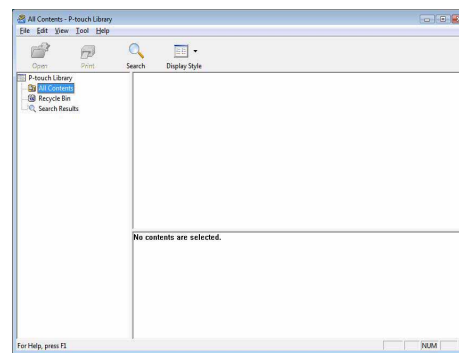 All Contents - P-touch Library
File Edit View Tool Help
Open Print Search Display Style
P-touch Library
All Contents
Recycle Bin
Search Results
No contents are selected.
For Help, press F1 NUM